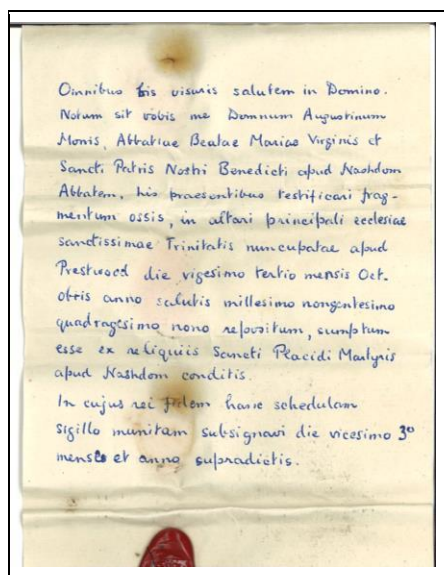 Omnibus his visuris salutem in Domino.
Notum sit vobis me Domnum Augustinum
Monis, Abbatiae Beatae Mariae Virginis et
Sancti Patris Nostri Benedicti apud Nashdom
Abbatem, his praesentibus testificari frag-
mentum ossis, in altari principali ecclesiae
sanctissimae Trinitatis nuncupatae apud
Prestwood die vigesimo tertio mensis Oct-
obris anno salutis millesimo nongentesimo
quadragesimo nono repositum, sumptum
esse ex reliquiis Sancti Placidi Martyris
apud Nashdom conditis.
In cujus rei fidem hanc schedulam
sigillo munitam subsignavi die vicesimo 3º
mensis et anno supradictis.